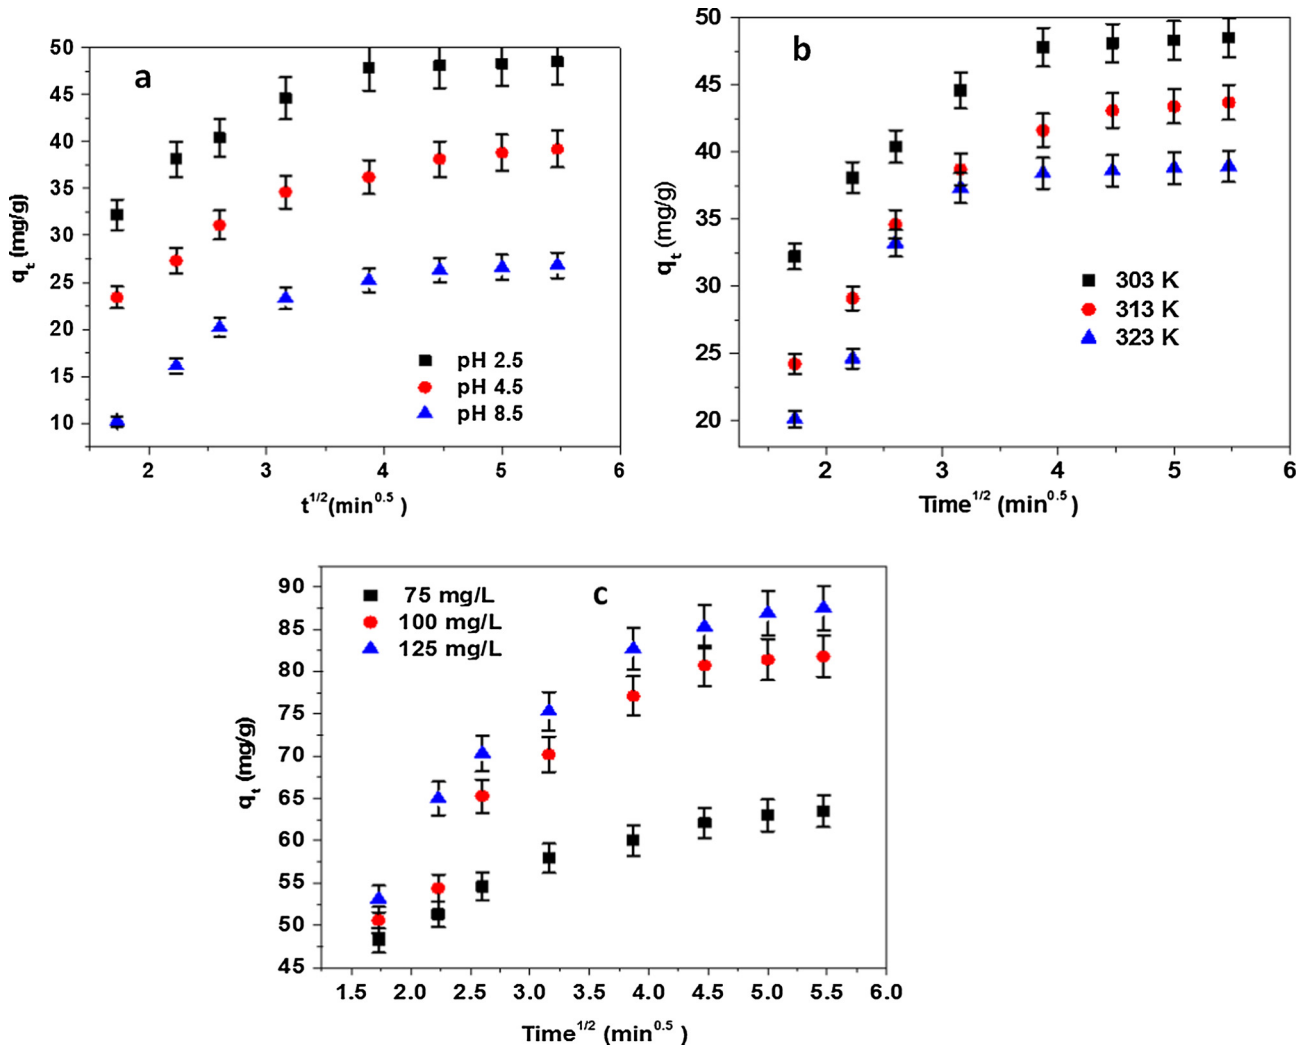 a
50
45
40
35
30
25
20
15
10
q_t (mg/g)
pH 2.5
pH 4.5
pH 8.5
2 3 4 5 6
t^1/2(min^0.5 )
b
50
45
40
35
30
25
20
q_t (mg/g)
303 K
313 K
323 K
2 3 4 5 6
Time^1/2 (min^0.5 )
c
75 mg/L
100 mg/L
125 mg/L
90
85
80
75
70
65
60
55
50
45
q_t (mg/g)
1.5 2.0 2.5 3.0 3.5 4.0 4.5 5.0 5.5 6.0
Time^1/2 (min^0.5 )